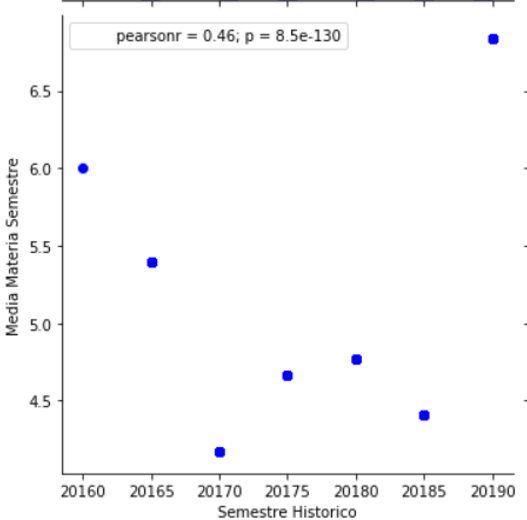 pearsonr = 0.46; p = 8.5e-130
6.5
6.0
5.5
5.0
4.5
Media Materia Semestre
20160 20165 20170 20175 20180 20185 20190
Semestre Historico